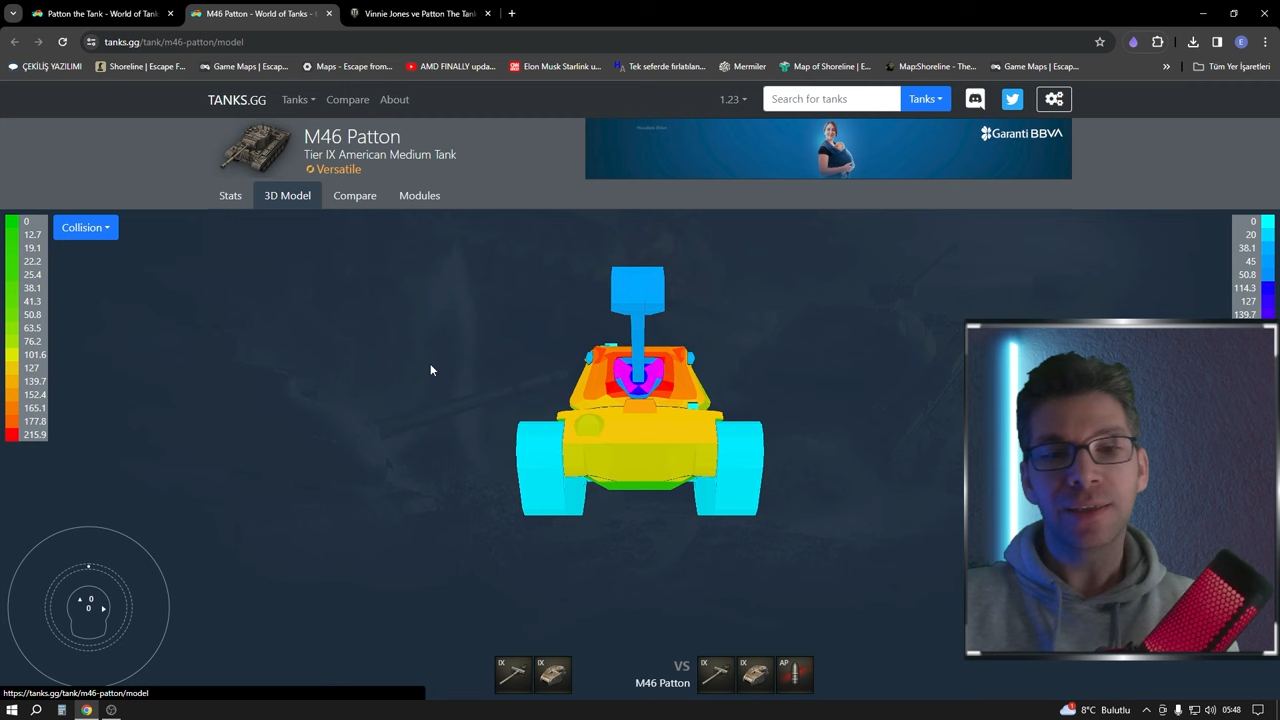 Patton the Tank - World of Tank
M46 Patton - World of Tanks - t
Vinnie Jones ve Patton The Tank
tanks.gg/tank/m46-patton/model
E
ÇEKİLİŞ YAZILIMI
Shoreline | Escape F...
Game Maps | Escap...
Maps - Escape from...
AMD FINALLY upda...
Elon Musk Starlink u...
Tek seferde fırlatılan...
Mermiler
Map of Shoreline | E...
Map:Shoreline - The...
Game Maps | Escap...
»
Tüm Yer İşaretleri
TANKS.GG
Tanks
Compare
About
1.23
Search for tanks
Tanks
M46 Patton
Tier IX American Medium Tank
Versatile
Garanti BBVA
Stats
3D Model
Compare
Modules
Collision
0
12.7
19.1
22.2
25.4
38.1
41.3
50.8
63.5
76.2
101.6
127
139.7
152.4
165.1
177.8
215.9
0
20
38.1
45
50.8
114.3
127
139.7
0
0
IX
IX
VS
M46 Patton
IX
IX
AP
https://tanks.gg/tank/m46-patton/model
8°C Bulutlu
05:48